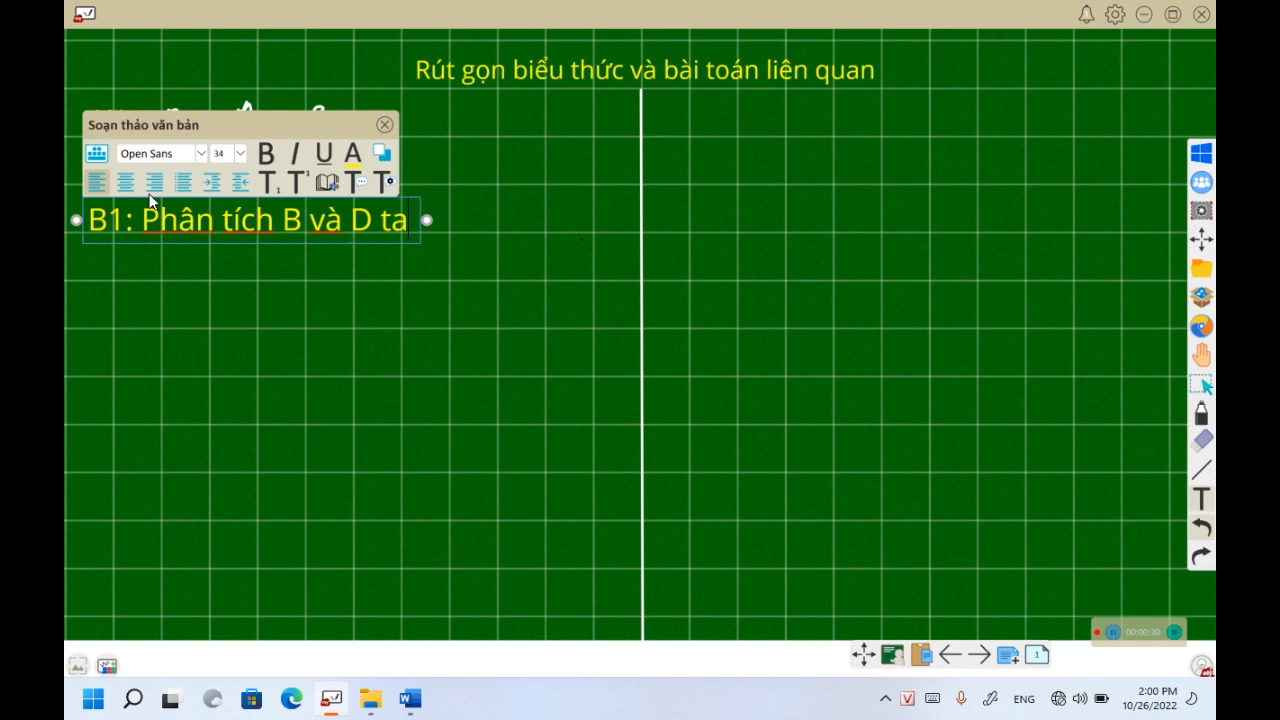 Rút gọn biểu thức và bài toán liên quan
Soạn thảo văn bản
Open Sans 34 B I U A
B1: Phân tích B và D ta
00:00:30
1
ENG
2:00 PM
10/26/2022